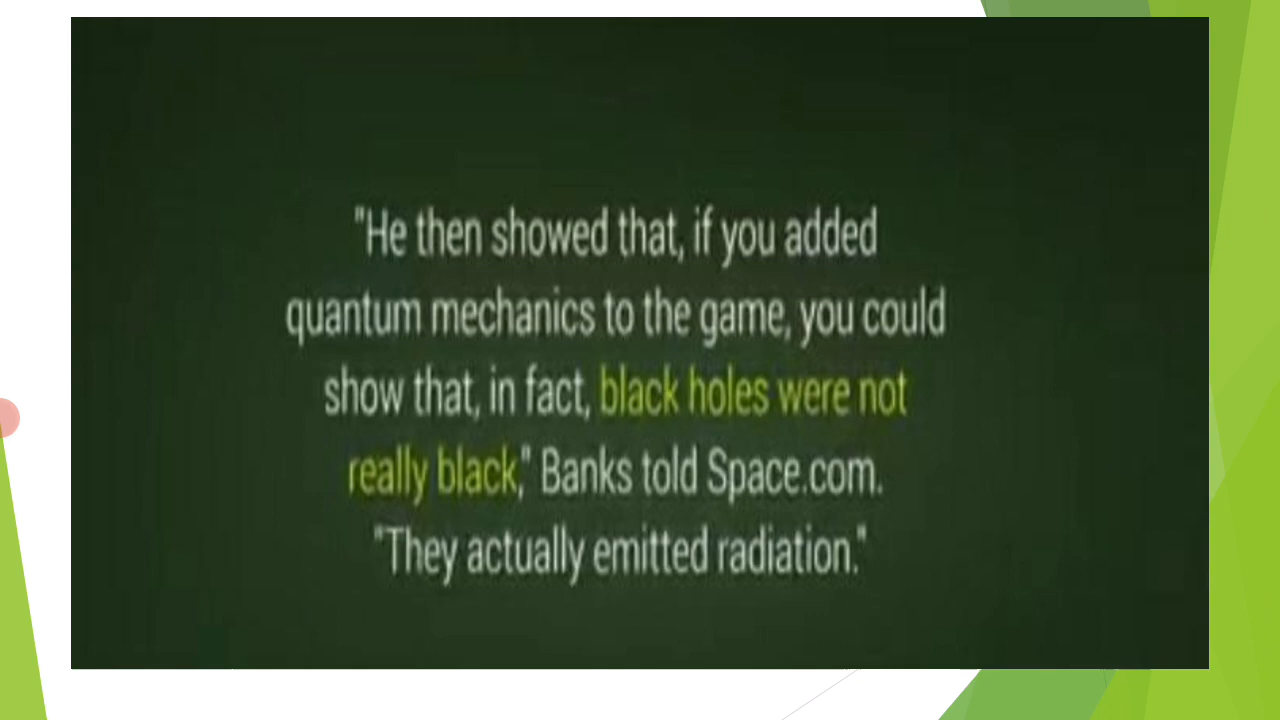 "He then showed that, if you added
quantum mechanics to the game, you could
show that, in fact, black holes were not
really black," Banks told Space.com.
"They actually emitted radiation."